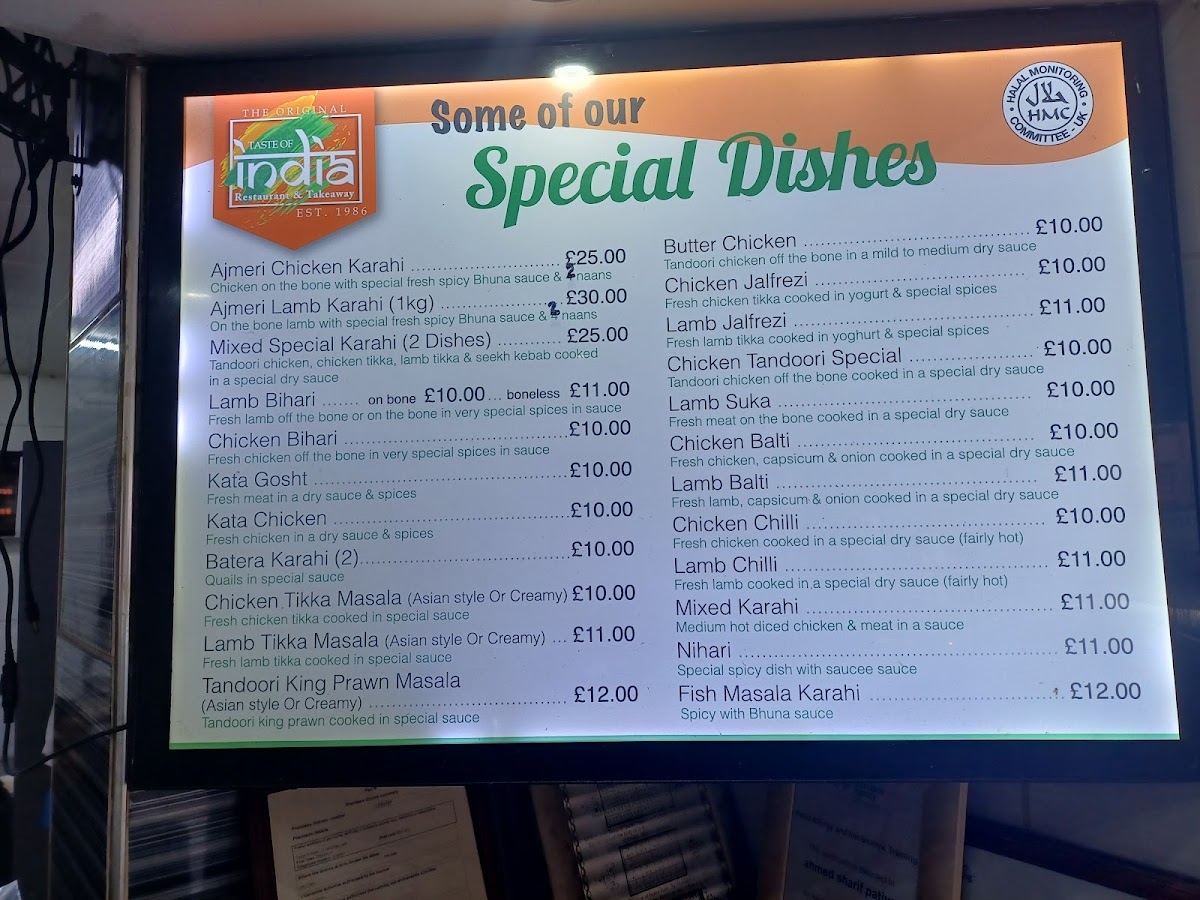 THE ORIGINAL
TASTE OF
india
Restaurant & Takeaway
EST. 1986
Some of our
Special Dishes
HALAL MONITORING
حلال
HMC
COMMITTEE - UK
Ajmeri Chicken Karahi ........................ £25.00
Chicken on the bone with special fresh spicy Bhuna sauce & 2 naans
Ajmeri Lamb Karahi (1kg) ................... £30.00
On the bone lamb with special fresh spicy Bhuna sauce & 2 naans
Mixed Special Karahi (2 Dishes) .......... £25.00
Tandoori chicken, chicken tikka, lamb tikka & seekh kebab cooked
in a special dry sauce
Lamb Bihari ...... on bone £10.00... boneless £11.00
Fresh lamb off the bone or on the bone in very special spices in sauce
Chicken Bihari .....................................£10.00
Fresh chicken off the bone in very special spices in sauce
Kata Gosht ..........................................£10.00
Fresh meat in a dry sauce & spices
Kata Chicken .......................................£10.00
Fresh chicken in a dry sauce & spices
Batera Karahi (2)..................................£10.00
Quails in special sauce
Chicken Tikka Masala (Asian style Or Creamy) £10.00
Fresh chicken tikka cooked in special sauce
Lamb Tikka Masala (Asian style Or Creamy) ... £11.00
Fresh lamb tikka cooked in special sauce
Tandoori King Prawn Masala
(Asian style Or Creamy) ................................ £12.00
Tandoori king prawn cooked in special sauce
Butter Chicken ..................................... £10.00
Tandoori chicken off the bone in a mild to medium dry sauce
Chicken Jalfrezi ................................... £10.00
Fresh chicken tikka cooked in yogurt & special spices
Lamb Jalfrezi ...................................... £11.00
Fresh lamb tikka cooked in yoghurt & special spices
Chicken Tandoori Special .................... £10.00
Tandoori chicken off the bone cooked in a special dry sauce
Lamb Suka ......................................... £10.00
Fresh meat on the bone cooked in a special dry sauce
Chicken Balti ...................................... £10.00
Fresh chicken, capsicum & onion cooked in a special dry sauce
Lamb Balti .......................................... £11.00
Fresh lamb, capsicum & onion cooked in a special dry sauce
Chicken Chilli ...................................... £10.00
Fresh chicken cooked in a special dry sauce (fairly hot)
Lamb Chilli ......................................... £11.00
Fresh lamb cooked in a special dry sauce (fairly hot)
Mixed Karahi ....................................... £11.00
Medium hot diced chicken & meat in a sauce
Nihari ................................................. £11.00
Special spicy dish with saucee sauce
Fish Masala Karahi .............................. £12.00
Spicy with Bhuna sauce
ahmed sharif